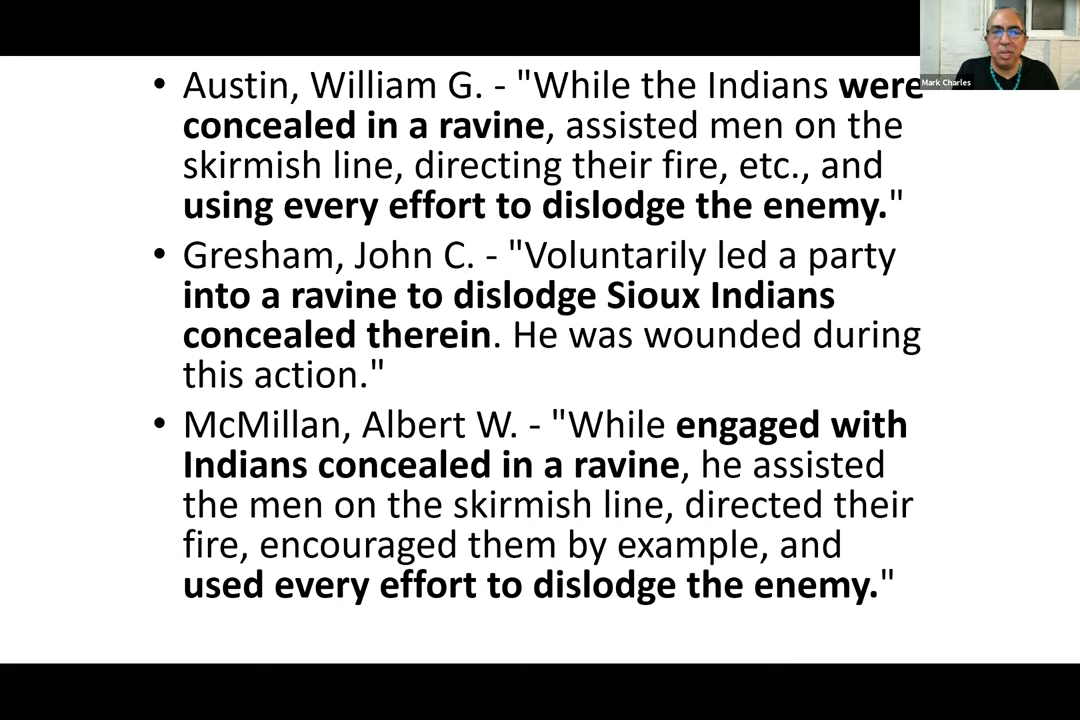 • Austin, William G. - "While the Indians were
concealed in a ravine, assisted men on the
skirmish line, directing their fire, etc., and
using every effort to dislodge the enemy."
• Gresham, John C. - "Voluntarily led a party
into a ravine to dislodge Sioux Indians
concealed therein. He was wounded during
this action."
• McMillan, Albert W. - "While engaged with
Indians concealed in a ravine, he assisted
the men on the skirmish line, directed their
fire, encouraged them by example, and
used every effort to dislodge the enemy."
Mark Charles